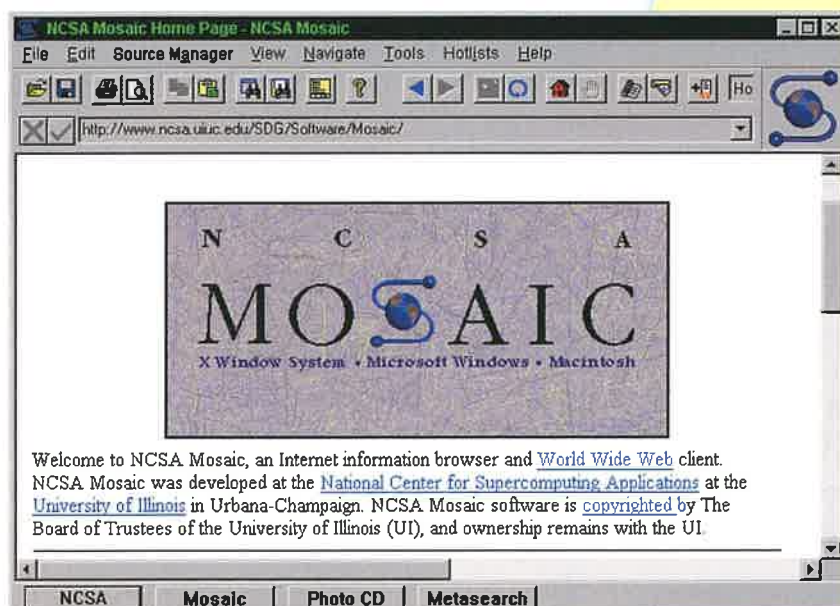 NCSA Mosaic Home Page - NCSA Mosaic
File Edit Source Manager View Navigate Tools Hotlists Help
Ho
http://www.ncsa.uiuc.edu/SDG/Software/Mosaic/
N C S A
MOSAIC
X Window System • Microsoft Windows • Macintosh
Welcome to NCSA Mosaic, an Internet information browser and World Wide Web client.
NCSA Mosaic was developed at the National Center for Supercomputing Applications at the
University of Illinois in Urbana-Champaign. NCSA Mosaic software is copyrighted by The
Board of Trustees of the University of Illinois (UI), and ownership remains with the UI.
NCSA Mosaic Photo CD Metasearch